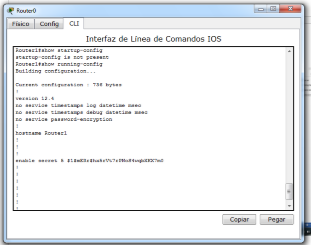 Router0
Físico Config CLI
Interfaz de Línea de Comandos IOS
Router1#show startup-config
startup-config is not present
Router1#show running-config
Building configuration...
Current configuration : 738 bytes
!
version 12.4
no service timestamps log datetime msec
no service timestamps debug datetime msec
no service password-encryption
!
hostname Router1
!
!
!
enable secret 5
!
!
!
!
!
!
Copiar Pegar